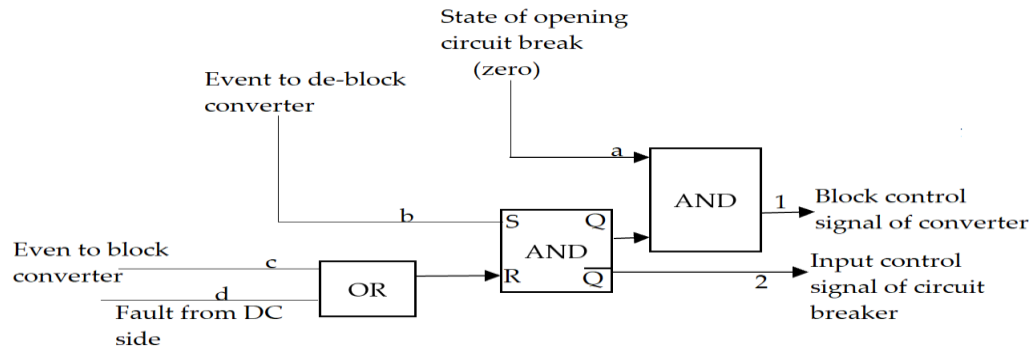 State of opening
circuit break
(zero)
Event to de-block
converter
a
AND
1
Block control
signal of converter
b
S
Q
AND
R
Q̅
Even to block
converter
c
OR
d
Fault from DC
side
2
Input control
signal of circuit
breaker